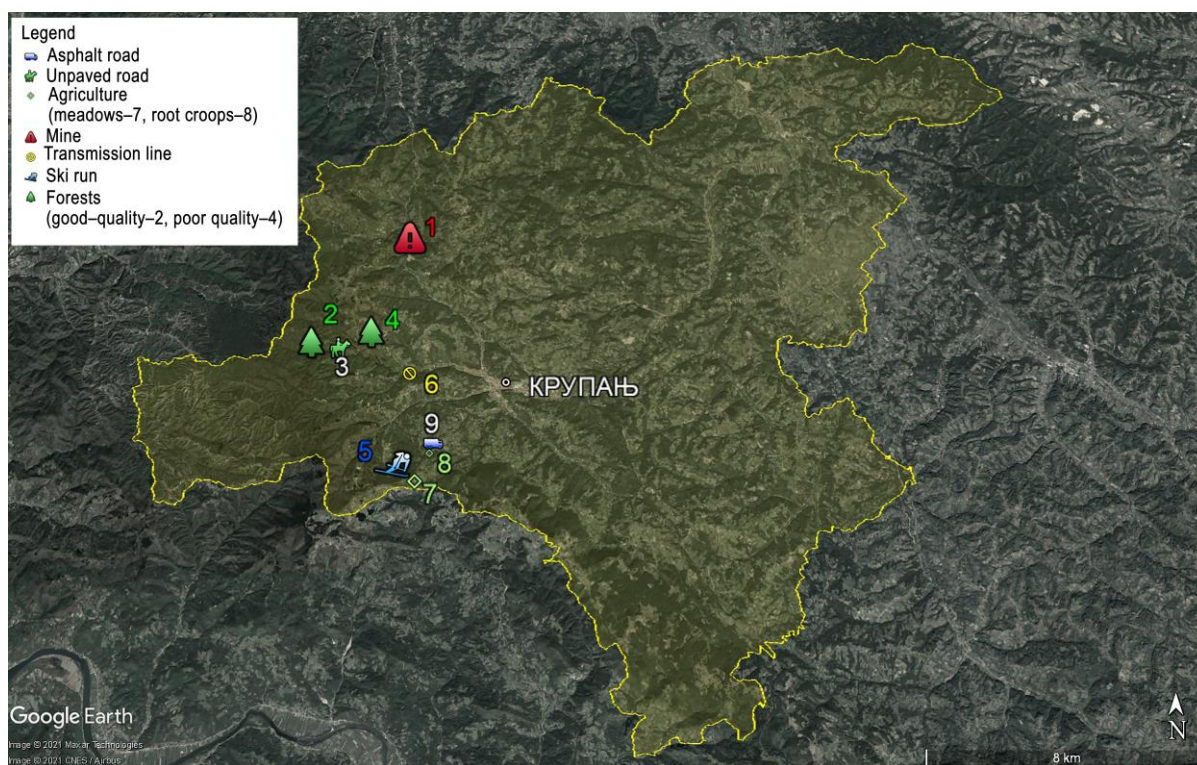 Legend
Asphalt road
Unpaved road
Agriculture
(meadows–7, root croops–8)
Mine
Transmission line
Ski run
Forests
(good–quality–2, poor quality–4)
1
2
4
3
6
КРУПАЊ
9
5
8
7
Google Earth
N
Image © 2021 Maxar Technologies
Image © 2021 CNES / Airbus
8 km